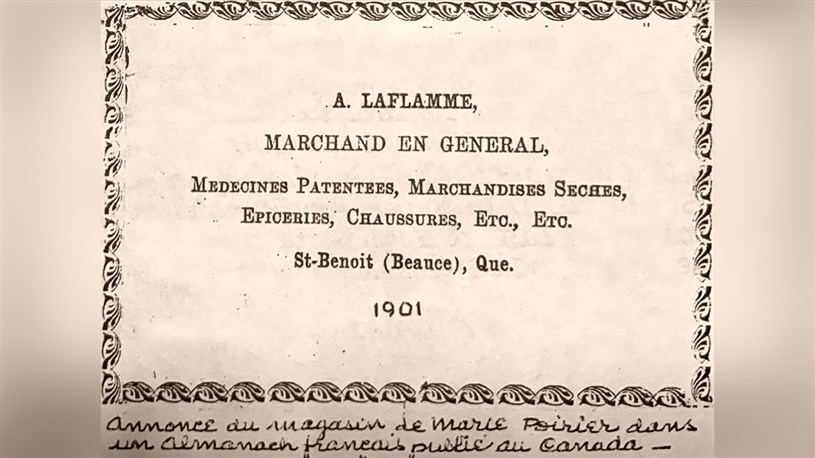 A. LAFLAMME,
MARCHAND EN GENERAL,
MEDECINES PATENTEES, MARCHANDISES SECHES,
EPICERIES, CHAUSSURES, ETC., ETC.
St-Benoit (Beauce), Que.
1901
Annonce du magasin de Marie Poirier dans
un almanach français publié au Canada —